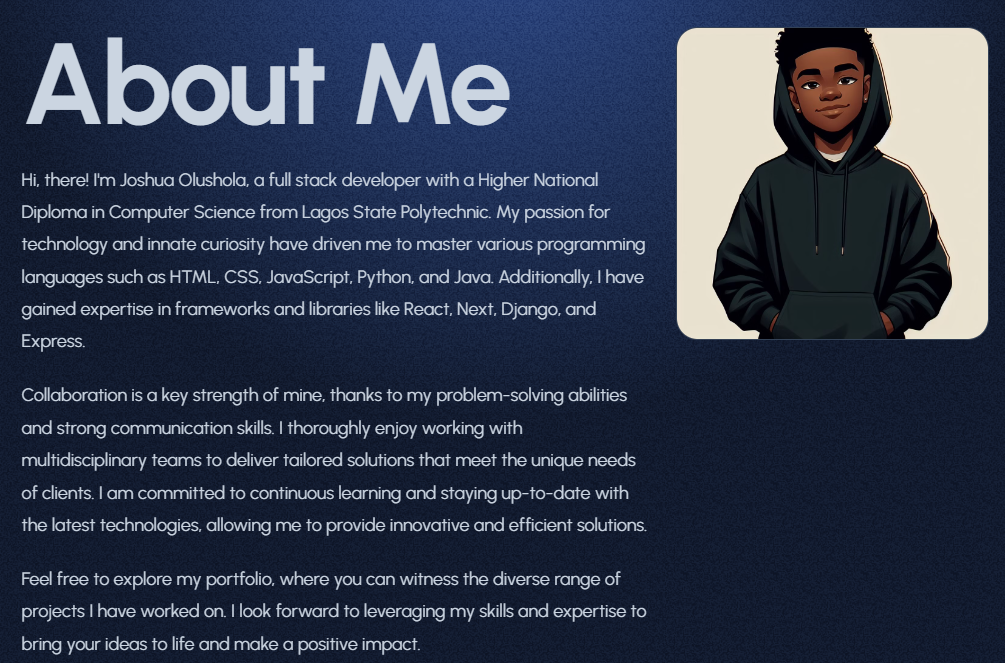 About Me
Hi, there! I'm Joshua Olushola, a full stack developer with a Higher National
Diploma in Computer Science from Lagos State Polytechnic. My passion for
technology and innate curiosity have driven me to master various programming
languages such as HTML, CSS, JavaScript, Python, and Java. Additionally, I have
gained expertise in frameworks and libraries like React, Next, Django, and
Express.
Collaboration is a key strength of mine, thanks to my problem-solving abilities
and strong communication skills. I thoroughly enjoy working with
multidisciplinary teams to deliver tailored solutions that meet the unique needs
of clients. I am committed to continuous learning and staying up-to-date with
the latest technologies, allowing me to provide innovative and efficient solutions.
Feel free to explore my portfolio, where you can witness the diverse range of
projects I have worked on. I look forward to leveraging my skills and expertise to
bring your ideas to life and make a positive impact.